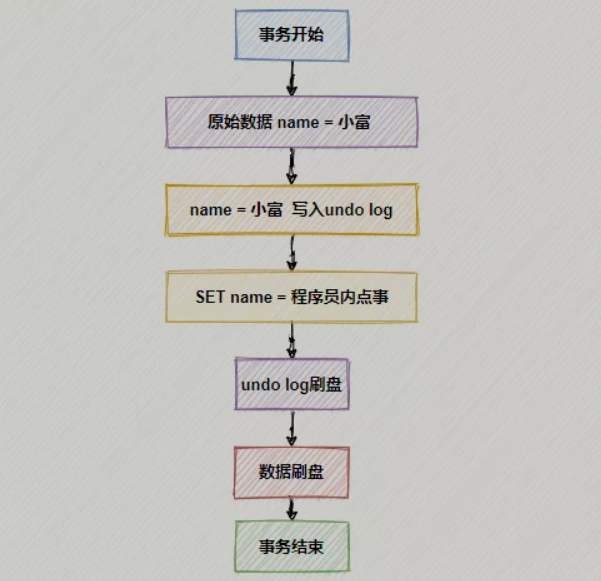 事务开始
原始数据 name = 小富
name = 小富 写入undo log
SET name = 程序员内点事
undo log刷盘
数据刷盘
事务结束